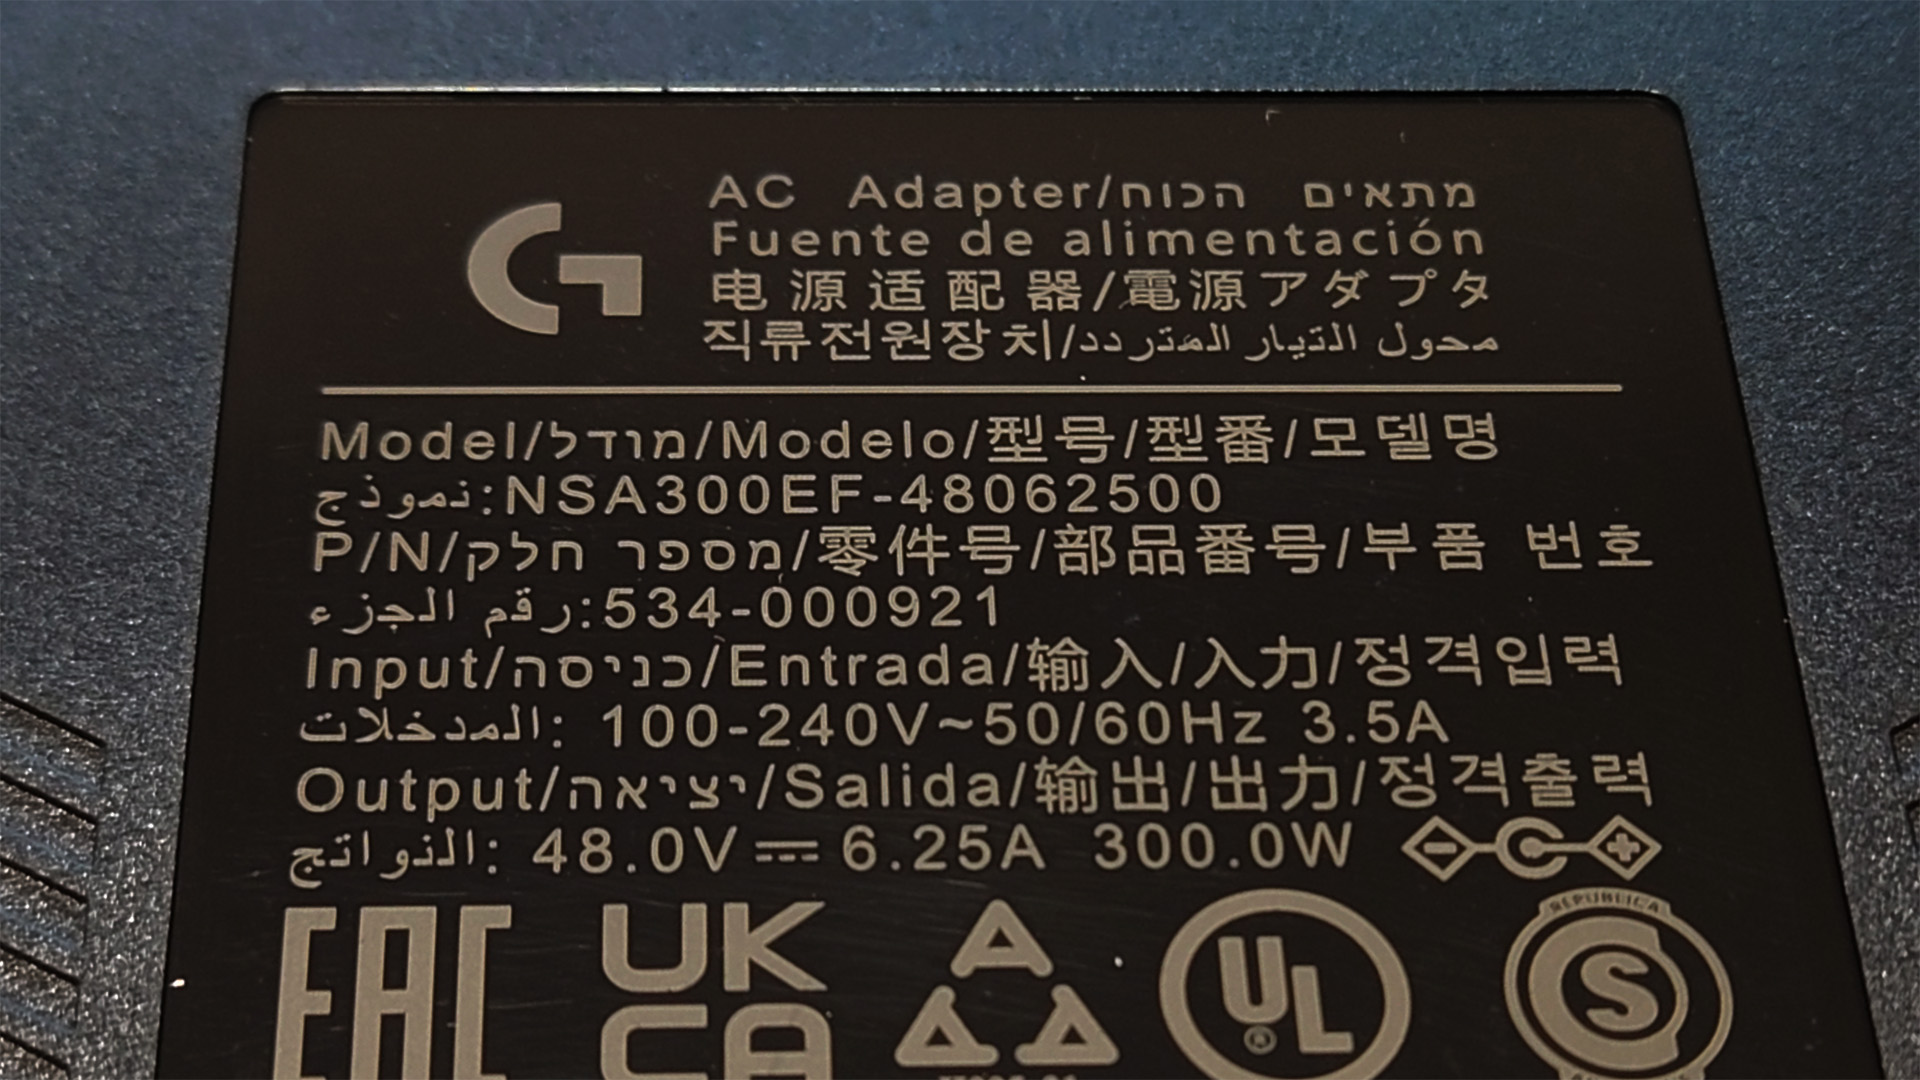 AC Adapter/מתאים הכוח
Fuente de alimentación
电源适配器/電源アダプタ
직류전원장치/محول التيار المتردد
Model/מודל/Modelo/型号/型番/모델명
نموذج:NSA300EF-48062500
P/N/מספר חלק/零件号/部品番号/부품 번호
رقم الجزء:534-000921
Input/כניסה/Entrada/输入/入力/정격입력
المدخلات: 100-240V~50/60Hz 3.5A
Output/יציאה/Salida/输出/出力/정격출력
النواتج: 48.0V⎓6.25A 300.0W
EAC
UK
CA
A
UL
®
REPUBLICA
S